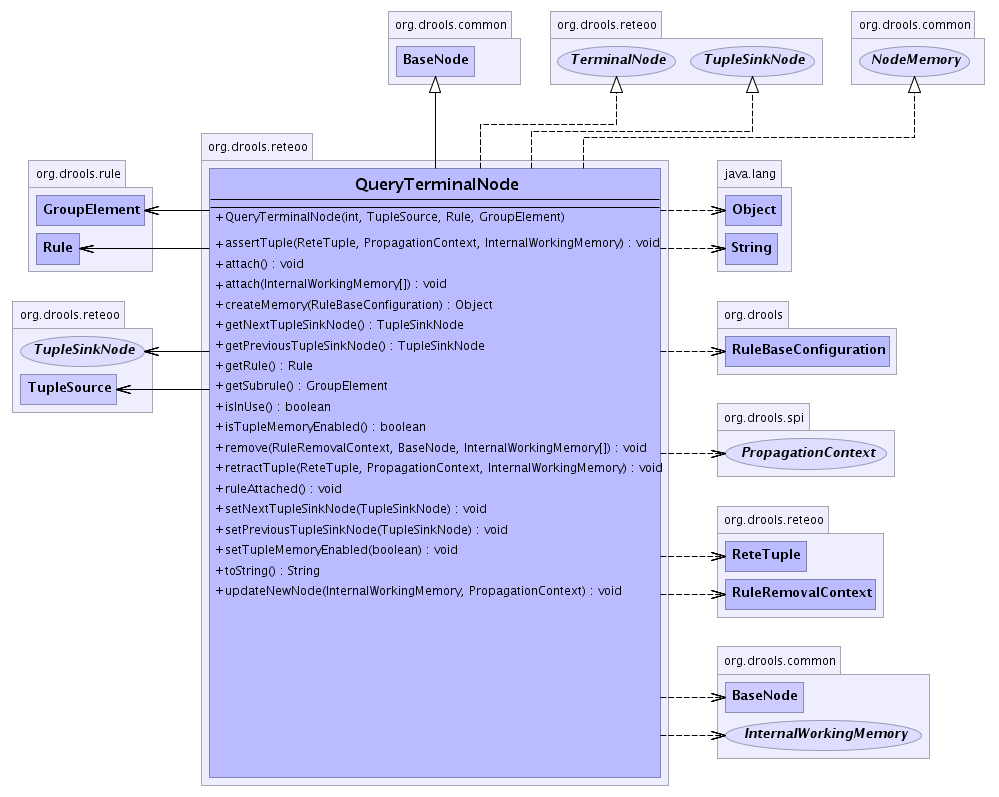 org.drools.common
BaseNode
org.drools.reteoo
TerminalNode
TupleSinkNode
org.drools.common
NodeMemory
org.drools.rule
GroupElement
Rule
org.drools.reteoo
TupleSinkNode
TupleSource
org.drools.reteoo
QueryTerminalNode
+ QueryTerminalNode(int, TupleSource, Rule, GroupElement)
+ assertTuple(ReteTuple, PropagationContext, InternalWorkingMemory) : void
+ attach() : void
+ attach(InternalWorkingMemory[]) : void
+ createMemory(RuleBaseConfiguration) : Object
+ getNextTupleSinkNode() : TupleSinkNode
+ getPreviousTupleSinkNode() : TupleSinkNode
+ getRule() : Rule
+ getSubrule() : GroupElement
+ isInUse() : boolean
+ isTupleMemoryEnabled() : boolean
+ remove(RuleRemovalContext, BaseNode, InternalWorkingMemory[]) : void
+ retractTuple(ReteTuple, PropagationContext, InternalWorkingMemory) : void
+ ruleAttached() : void
+ setNextTupleSinkNode(TupleSinkNode) : void
+ setPreviousTupleSinkNode(TupleSinkNode) : void
+ setTupleMemoryEnabled(boolean) : void
+ toString() : String
+ updateNewNode(InternalWorkingMemory, PropagationContext) : void
java.lang
Object
String
org.drools
RuleBaseConfiguration
org.drools.spi
PropagationContext
org.drools.reteoo
ReteTuple
RuleRemovalContext
org.drools.common
BaseNode
InternalWorkingMemory